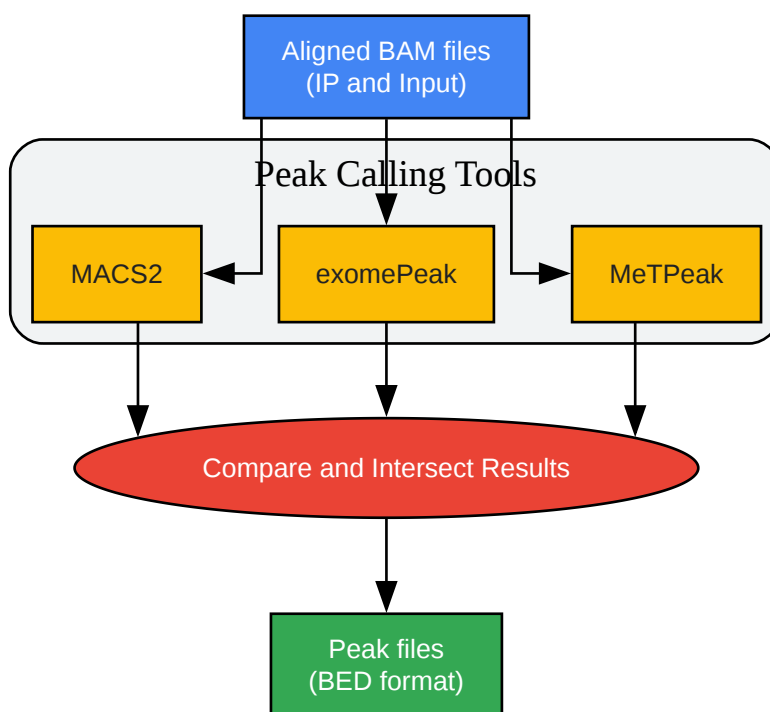 Aligned BAM files
(IP and Input)
Peak Calling Tools
MACS2
exomePeak
MeTPeak
Compare and Intersect Results
Peak files
(BED format)